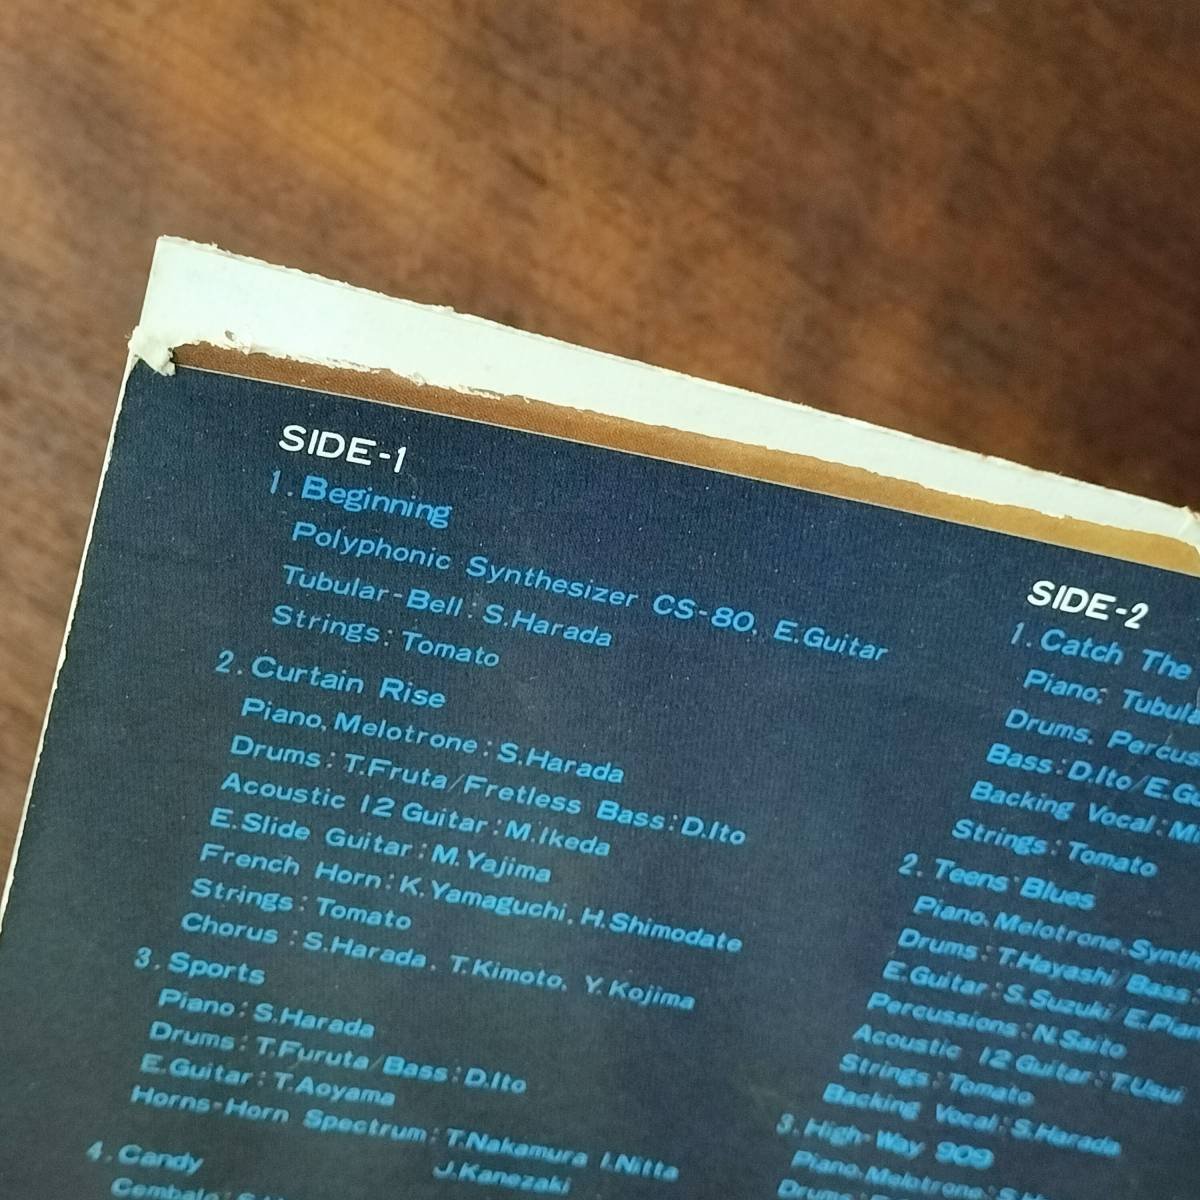 SIDE-1
1. Beginning
Polyphonic Synthesizer CS-80, E.Guitar
Tubular-Bell: S.Harada
Strings: Tomato
2. Curtain Rise
Piano, Melotrone: S.Harada
Drums: T.Fruta/Fretless Bass: D.Ito
Acoustic 12 Guitar: M.Ikeda
E.Slide Guitar: M.Yajima
French Horn: K.Yamaguchi, H.Shimodate
Strings: Tomato
Chorus: S.Harada, T.Kimoto, Y.Kojima
3. Sports
Piano: S.Harada
Drums: T.Furuta/Bass: D.Ito
E.Guitar: T.Aoyama
Horns-Horn Spectrum: T.Nakamura I.Nitta
J.Kanezaki
4. Candy
Cembalo:
SIDE-2
1. Catch The
Piano, Tubula
Drums, Percus
Bass: D.Ito/E.G
Backing Vocal: M
Strings: Tomato
2. Teens Blues
Piano, Melotrone, Synth
Drums: T.Hayashi/Bass:
E.Guitar: S.Suzuki/E.Pian
Percussions: N.Saito
Acoustic 12 Guitar: T.Usui
Strings: Tomato
Backing Vocal: S.Harada
3. High-Way 909
Piano, Melotrone:
Drums: